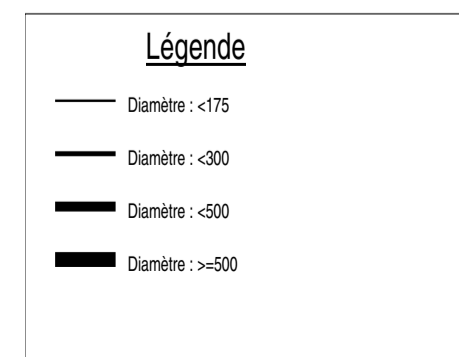 Légende
Diamètre : <175
Diamètre : <300
Diamètre : <500
Diamètre : >=500